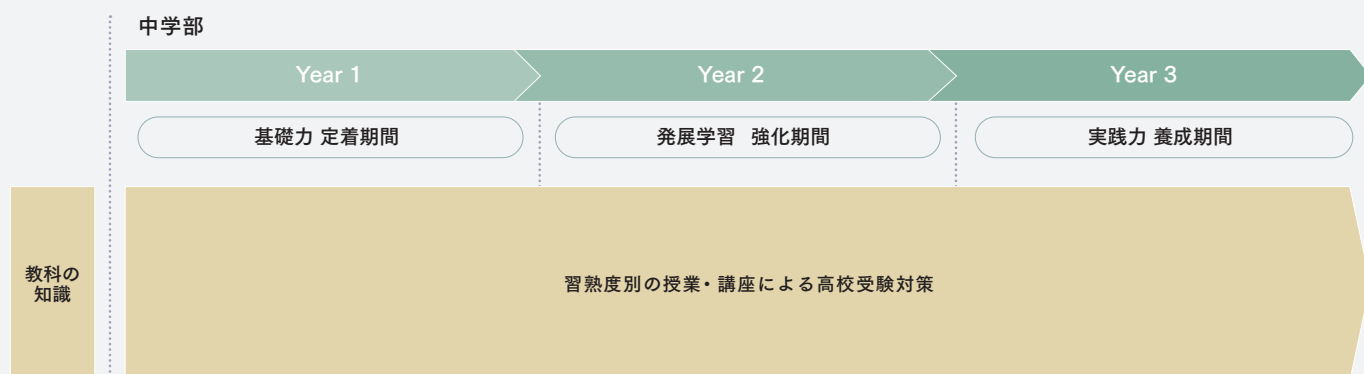 中学部
Year 1
Year 2
Year 3
基礎力 定着期間
発展学習 強化期間
実践力 養成期間
教科の
知識
習熟度別の授業・講座による高校受験対策